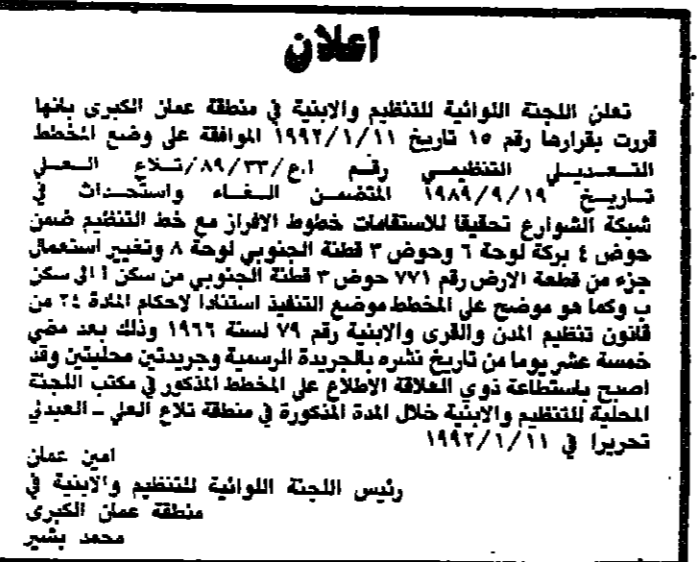 اعلان
تعلن اللجنة اللوائية للتنظيم والابنية في منطقة عمان الكبرى بانها
قررت بقرارها رقم ١٥ تاريخ ١٩٩٢/١/١١ الموافقة على وضع المخطط
التعديلي التنظيمي رقم ا.ع/٨٩/٣٣/تلاع العلي
تاريخ ١٩٨٩/٩/١٩ المتضمن الغاء واستحداث في
شبكة الشوارع تحقيقا للاستقامات خطوط الافراز مع خط التنظيم ضمن
حوض ٤ بركة لوحة ٦ وحوض ٣ قطنة الجنوبي لوحة ٨ وتغيير استعمال
جزء من قطعة الارض رقم ٧٧١ حوض ٣ قطنة الجنوبي من سكن أ الى سكن
ب وكما هو موضح على المخطط موضع التنفيذ استنادا لاحكام المادة ٢٤ من
قانون تنظيم المدن والقرى والابنية رقم ٧٩ لسنة ١٩٦٦ وذلك بعد مضي
خمسة عشر يوما من تاريخ نشره بالجريدة الرسمية وجريدتين محليتين وقد
اصبح باستطاعة ذوي العلاقة الاطلاع على المخطط المذكور في مكتب اللجنة
المحلية للتنظيم والابنية خلال المدة المذكورة في منطقة تلاع العلي - العبدلي
تحريرا في ١٩٩٢/١/١١
امين عمان
رئيس اللجنة اللوائية للتنظيم والابنية في
منطقة عمان الكبرى
محمد بشير